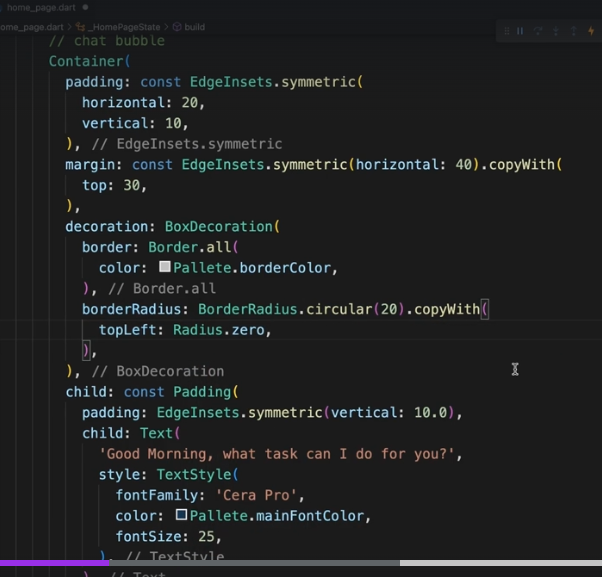 home_page.dart
ome_page.dart > _HomePageState > build
// chat bubble
Container(
padding: const EdgeInsets.symmetric(
horizontal: 20,
vertical: 10,
), // EdgeInsets.symmetric
margin: const EdgeInsets.symmetric(horizontal: 40).copyWith(
top: 30,
),
decoration: BoxDecoration(
border: Border.all(
color: Pallete.borderColor,
), // Border.all
borderRadius: BorderRadius.circular(20).copyWith(
topLeft: Radius.zero,
),
), // BoxDecoration
child: const Padding(
padding: EdgeInsets.symmetric(vertical: 10.0),
child: Text(
'Good Morning, what task can I do for you?',
style: TextStyle(
fontFamily: 'Cera Pro',
color: Pallete.mainFontColor,
fontSize: 25,
), // TextStyle
), // Text